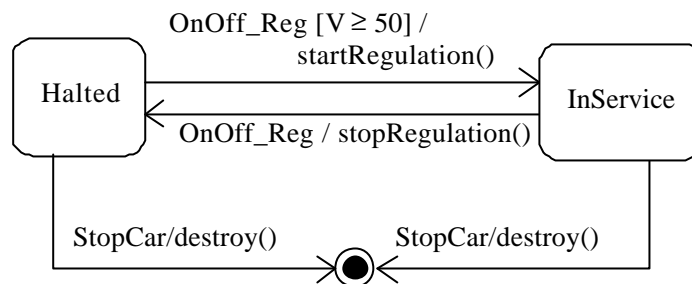 OnOff_Reg [V ≥ 50] /
startRegulation()
Halted
InService
OnOff_Reg / stopRegulation()
StopCar/destroy()
StopCar/destroy()